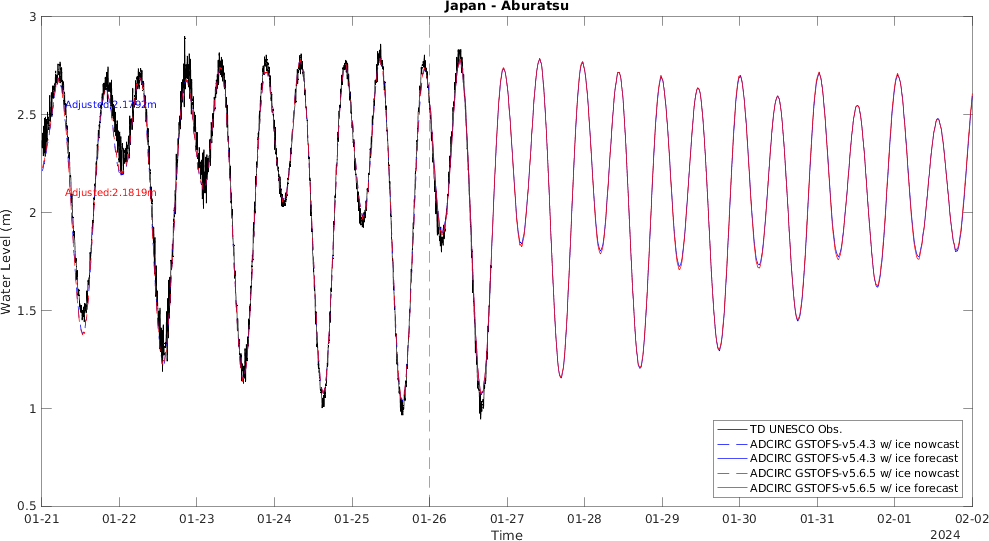 Japan - Aburatsu
3
2.5
2
1.5
1
0.5
Water Level (m)
Adjusted:2.1792m
Adjusted:2.1819m
TD UNESCO Obs.
ADCIRC GSTOFS-v5.4.3 w/ ice nowcast
ADCIRC GSTOFS-v5.4.3 w/ ice forecast
ADCIRC GSTOFS-v5.6.5 w/ ice nowcast
ADCIRC GSTOFS-v5.6.5 w/ ice forecast
01-21 01-22 01-23 01-24 01-25 01-26 01-27 01-28 01-29 01-30 01-31 02-01 02-02
Time
2024